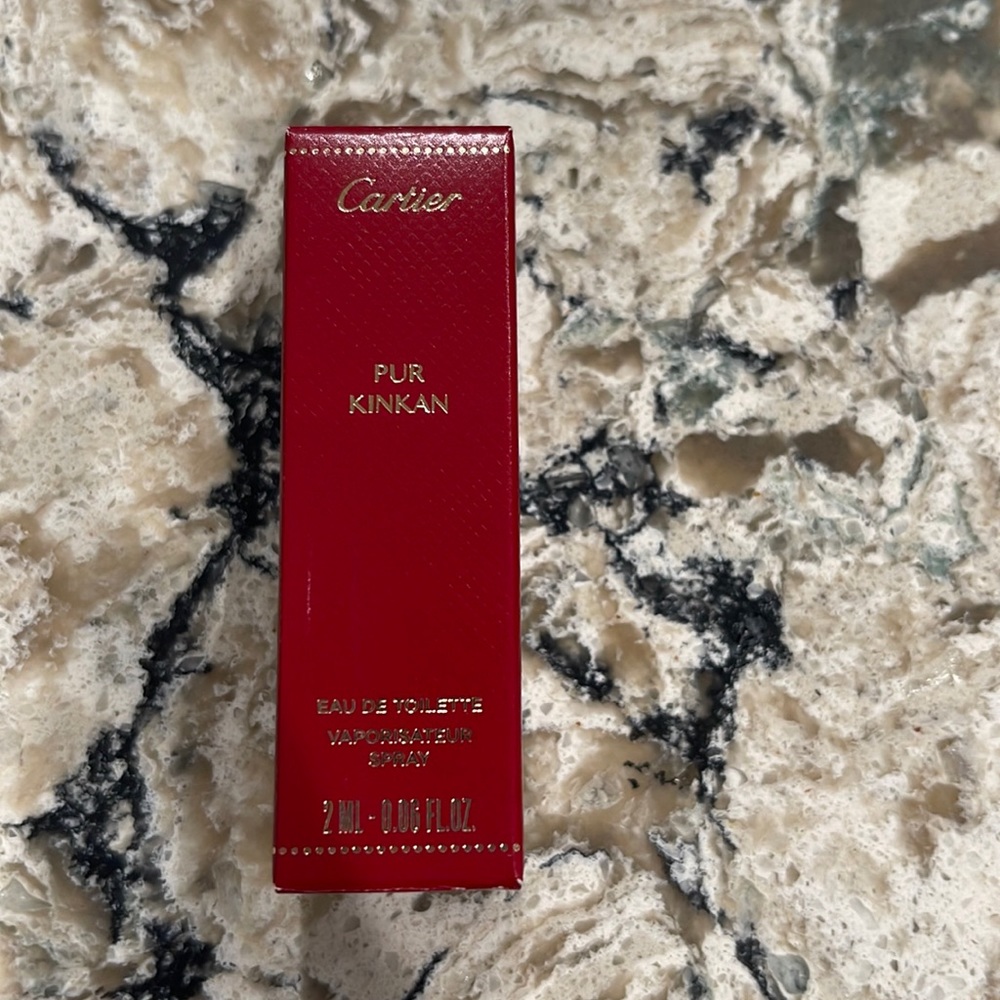 Cartier
PUR
KINKAN
EAU DE TOILETTE
VAPORISATEUR
SPRAY
2 ML - 0.06 FL.OZ.